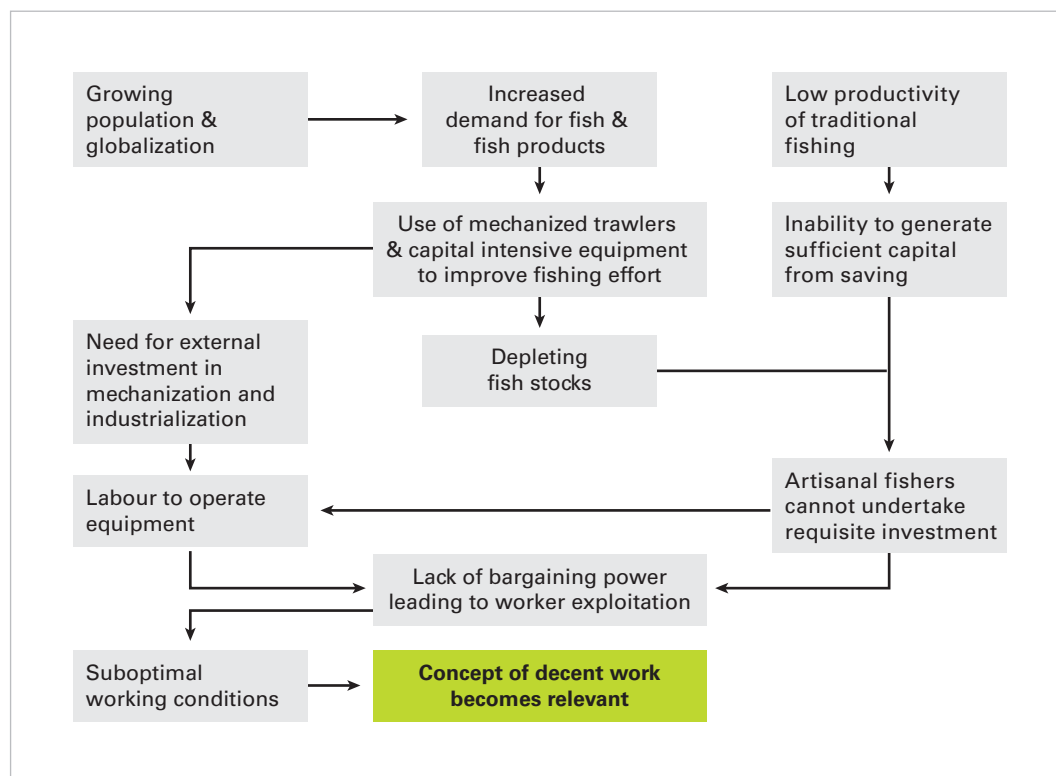 Growing
population &
globalization
Increased
demand for fish &
fish products
Low productivity
of traditional
fishing
Use of mechanized trawlers
& capital intensive equipment
to improve fishing effort
Inability to generate
sufficient capital
from saving
Need for external
investment in
mechanization and
industrialization
Depleting
fish stocks
Labour to operate
equipment
Artisanal fishers
cannot undertake
requisite investment
Lack of bargaining power
leading to worker exploitation
Suboptimal
working conditions
Concept of decent work
becomes relevant